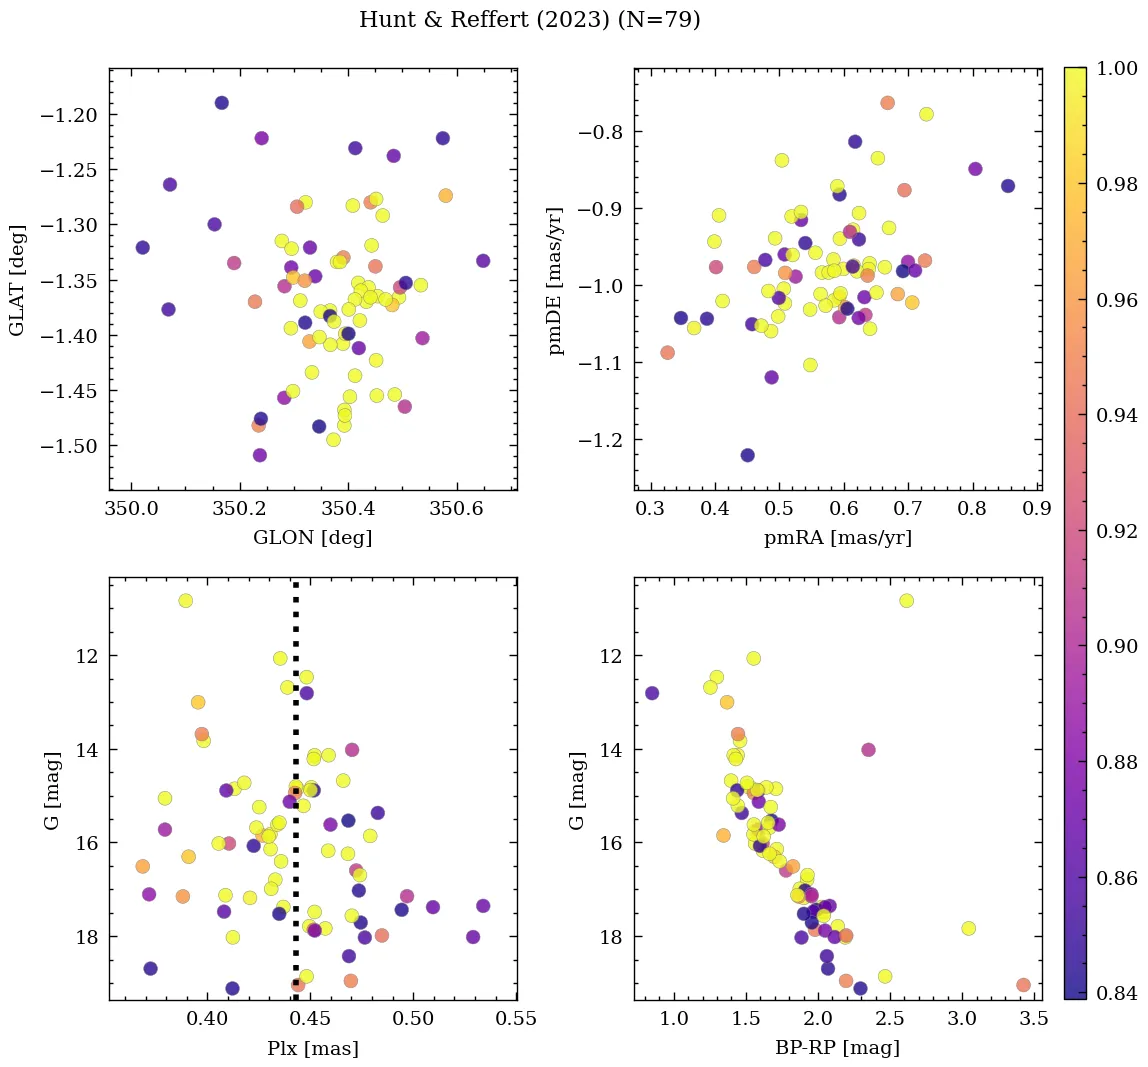 Hunt & Reffert (2023) (N=79)
−1.20
−1.25
−1.30
−1.35
−1.40
−1.45
−1.50
GLAT [deg]
350.0 350.2 350.4 350.6
GLON [deg]
−0.8
−0.9
−1.0
−1.1
−1.2
pmDE [mas/yr]
0.3 0.4 0.5 0.6 0.7 0.8 0.9
pmRA [mas/yr]
12
14
16
18
G [mag]
0.40 0.45 0.50 0.55
Plx [mas]
12
14
16
18
G [mag]
1.0 1.5 2.0 2.5 3.0 3.5
BP-RP [mag]
1.00
0.98
0.96
0.94
0.92
0.90
0.88
0.86
0.84